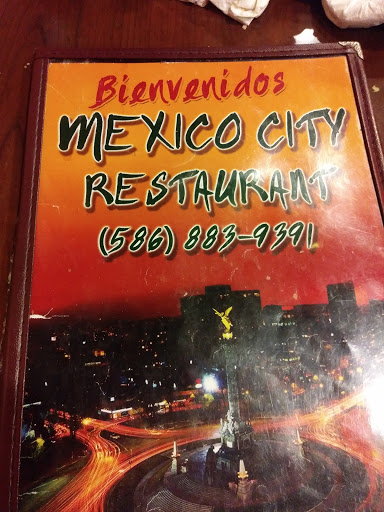 Bienvenidos
MEXICO CITY
RESTAURANT
(586) 883-9391